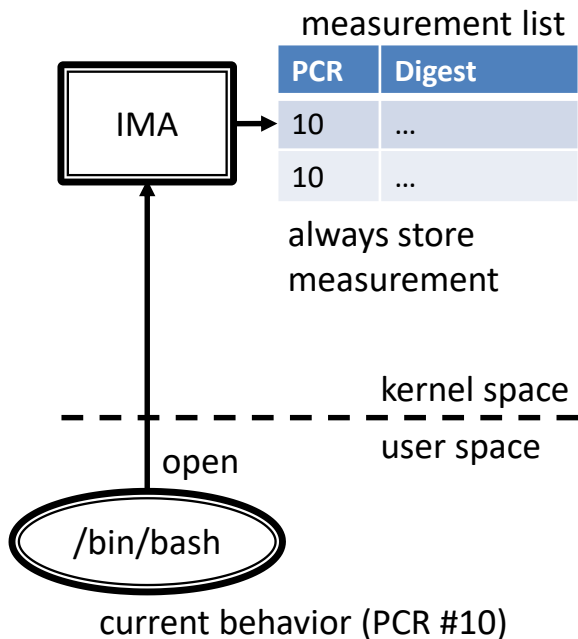 measurement list
PCR Digest
IMA
10 ...
10 ...
always store
measurement
kernel space
user space
open
/bin/bash
current behavior (PCR #10)